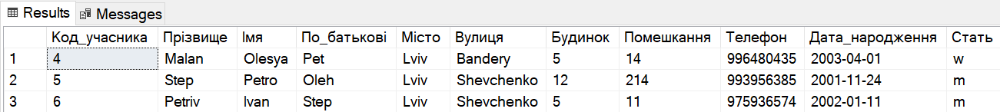 Results Messages
Код_учасника Прізвище Імя По_батькові Місто Вулиця Будинок Помешкання Телефон Дата_народження Стать
1 4 Malan Olesya Pet Lviv Bandery 5 14 996480435 2003-04-01 w
2 5 Step Petro Oleh Lviv Shevchenko 12 214 993956385 2001-11-24 m
3 6 Petriv Ivan Step Lviv Shevchenko 5 11 975936574 2002-01-11 m